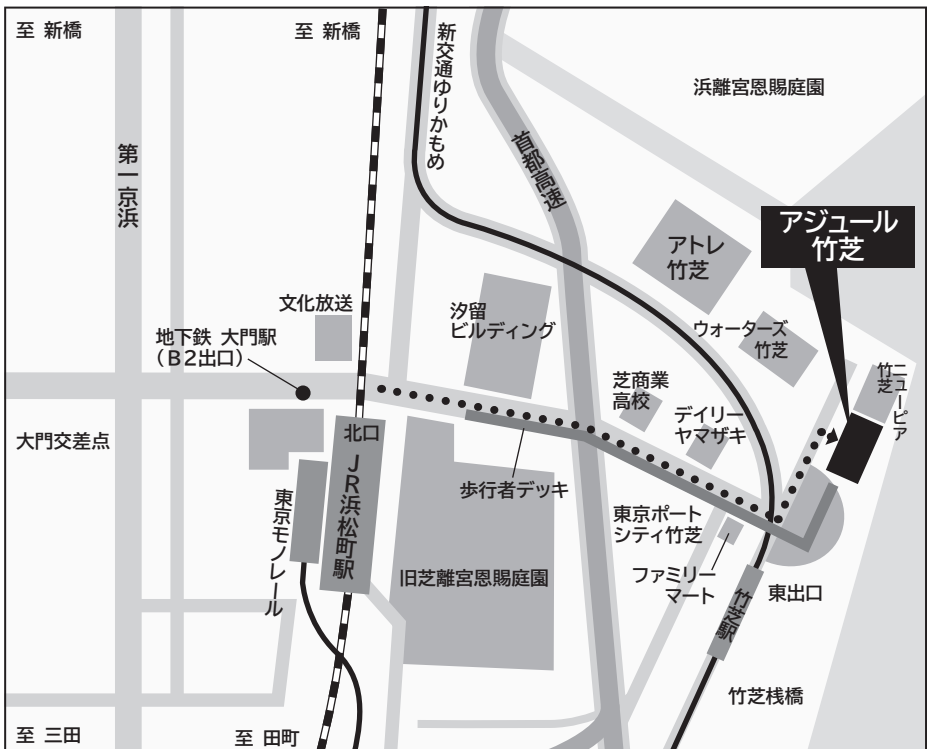 至 新橋
至 新橋
新交通ゆりかもめ
浜離宮恩賜庭園
第一京浜
首都高速
アジュール
竹芝
アトレ
竹芝
文化放送
汐留
ビルディング
ウォーターズ
竹芝
地下鉄 大門駅
(B2出口)
芝商業
高校
ニューピア
竹芝
デイリー
ヤマザキ
大門交差点
北口
JR浜松町駅
歩行者デッキ
東京モノレール
東京ポート
シティ竹芝
旧芝離宮恩賜庭園
ファミリー
マート
東出口
竹芝駅
竹芝桟橋
至 三田
至 田町